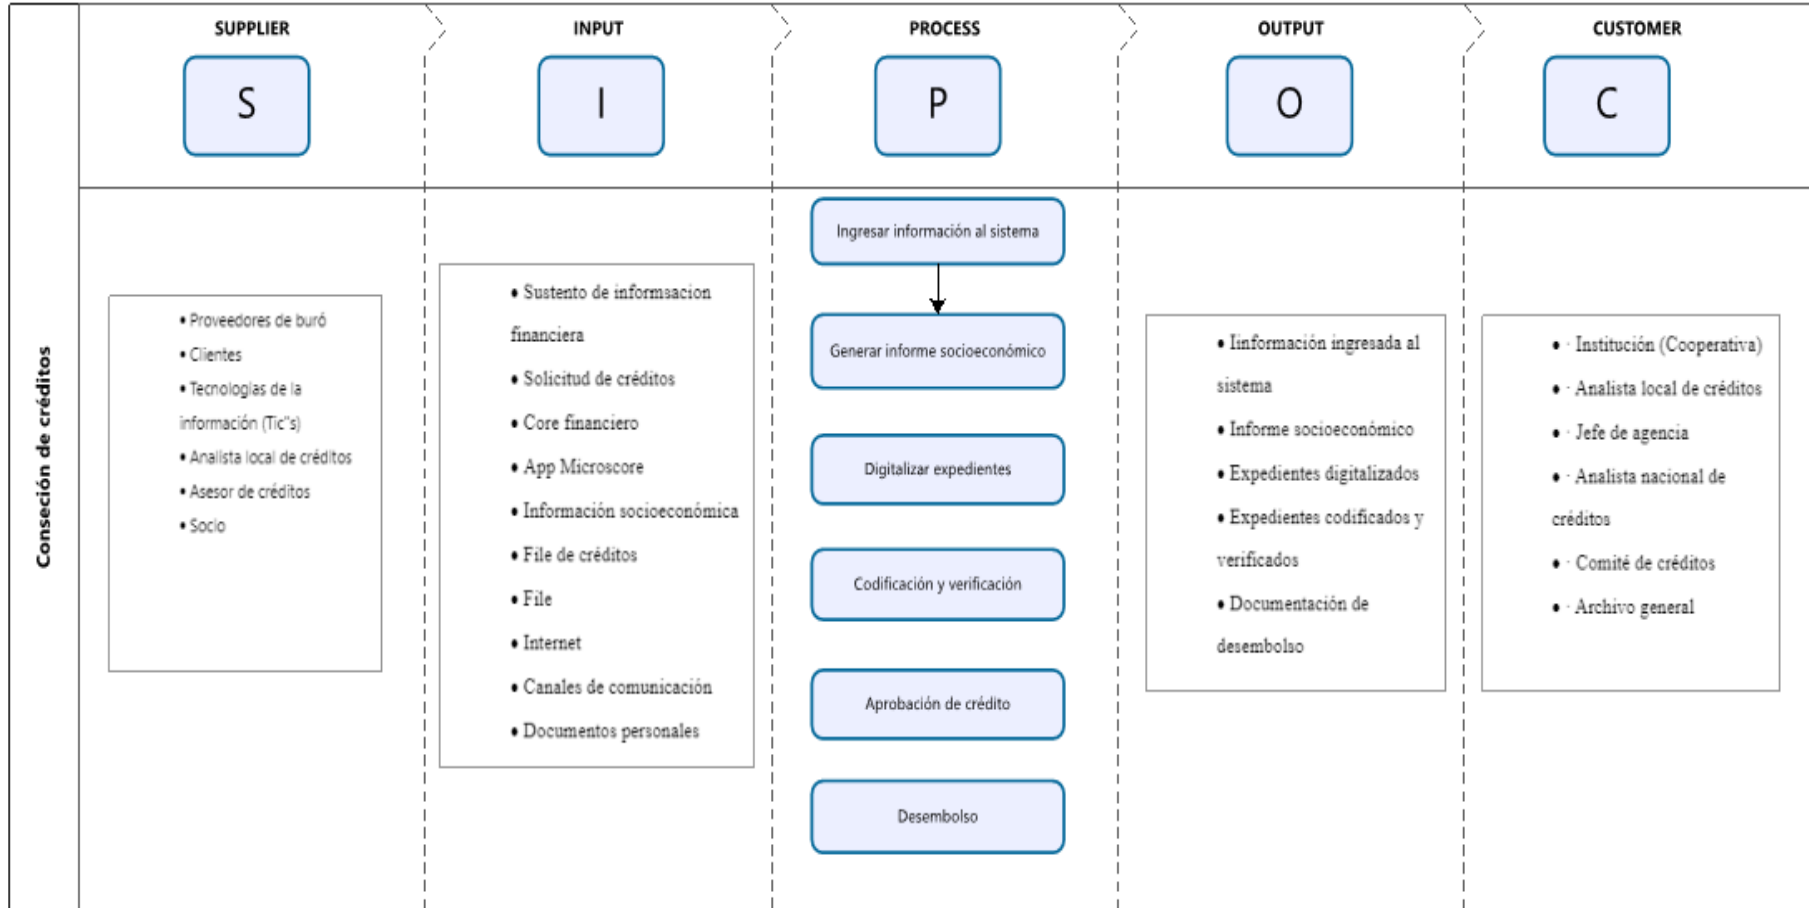 SUPPLIER
INPUT
PROCESS
OUTPUT
CUSTOMER
S
I
P
O
C
Conseción de créditos
• Proveedores de buró
• Clientes
• Tecnologías de la
información (Tic"s)
• Analista local de créditos
• Asesor de créditos
• Socio
• Sustento de informsacion
financiera
• Solicitud de créditos
• Core financiero
• App Microscore
• Información socioeconómica
• File de créditos
• File
• Internet
• Canales de comunicación
• Documentos personales
Ingresar información al sistema
Generar informe socioeconómico
Digitalizar expedientes
Codificación y verificación
Aprobación de crédito
Desembolso
• Iinformación ingresada al
sistema
• Informe socioeconómico
• Expedientes digitalizados
• Expedientes codificados y
verificados
• Documentación de
desembolso
• · Institución (Cooperativa)
• · Analista local de créditos
• · Jefe de agencia
• · Analista nacional de
créditos
• · Comité de créditos
• · Archivo general